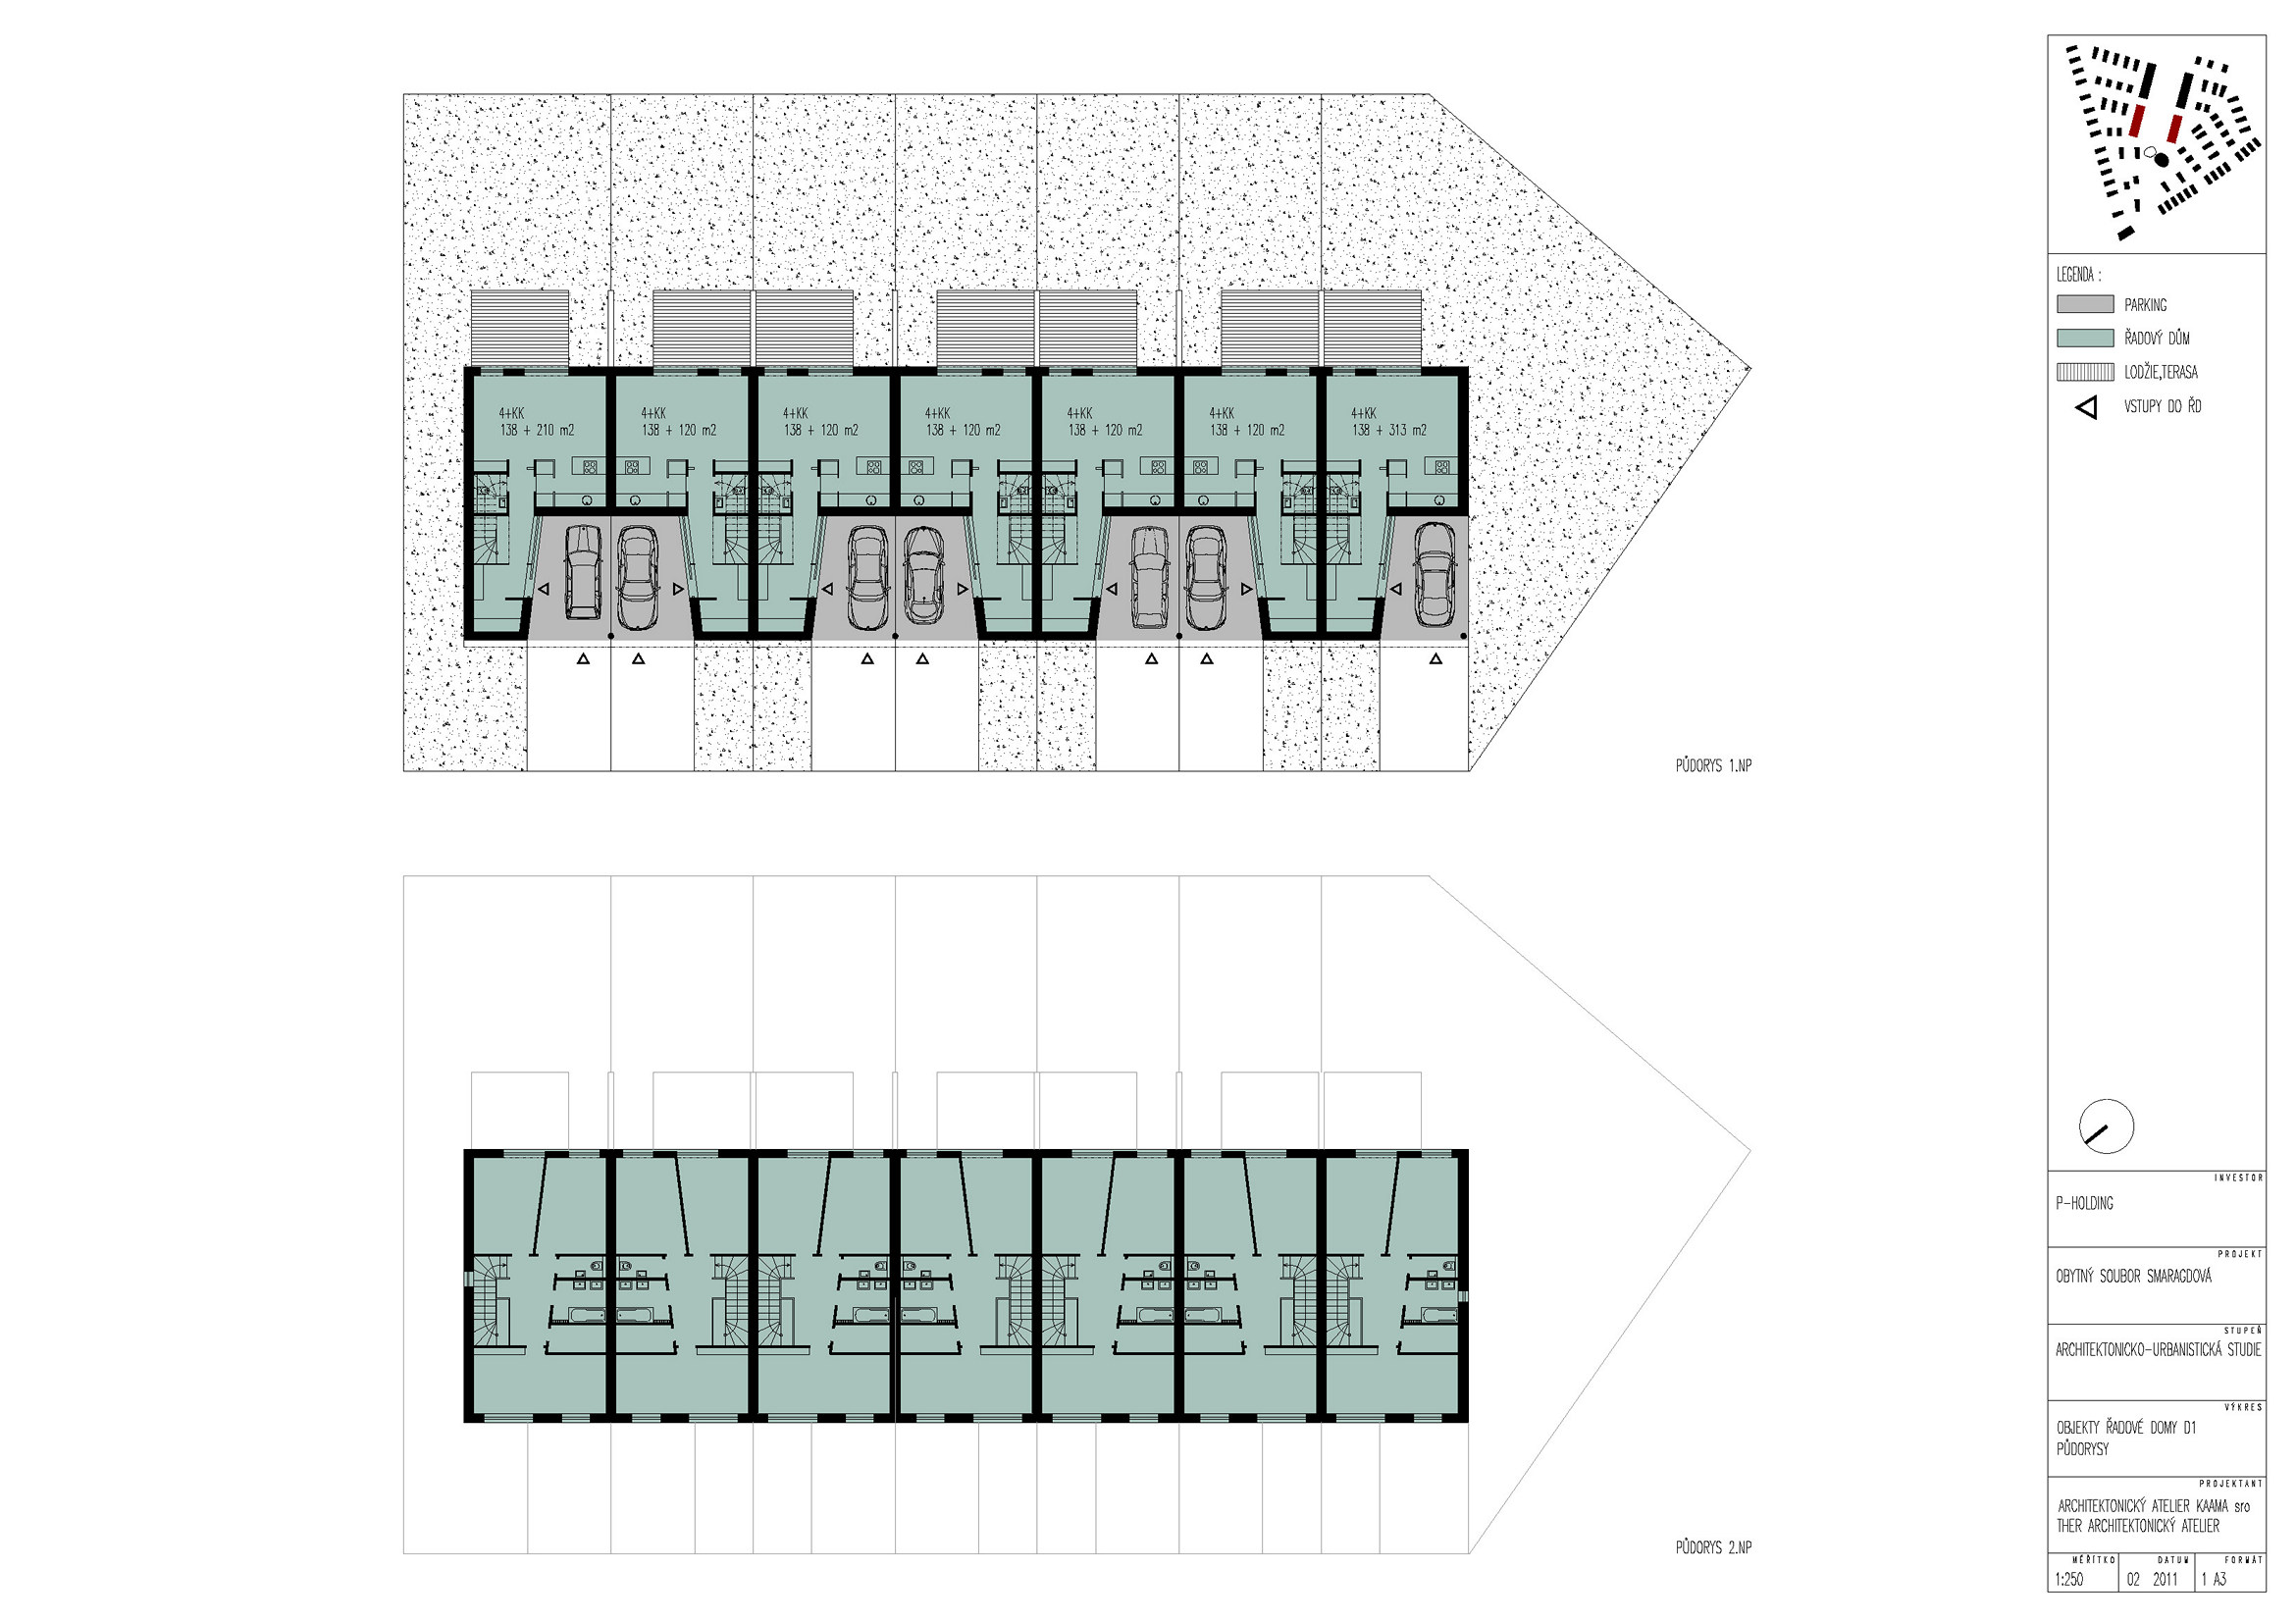 4+KK
138 + 210 m2
4+KK
138 + 120 m2
4+KK
138 + 120 m2
4+KK
138 + 120 m2
4+KK
138 + 120 m2
4+KK
138 + 120 m2
4+KK
138 + 313 m2
PŮDORYS 1.NP
PŮDORYS 2.NP
LEGENDA :
PARKING
ŘADOVÝ DŮM
LODŽIE,TERASA
VSTUPY DO ŘD
INVESTOR
P-HOLDING
PROJEKT
OBYTNÝ SOUBOR SMARAGDOVÁ
STUPEŇ
ARCHITEKTONICKO-URBANISTICKÁ STUDIE
VÝKRES
OBJEKTY ŘADOVÉ DOMY D1
PŮDORYSY
PROJEKTANT
ARCHITEKTONICKÝ ATELIER KAAMA sro
THER ARCHITEKTONICKÝ ATELIER
MĚŘÍTKO DATUM FORMÁT
1:250 02 2011 1 A3